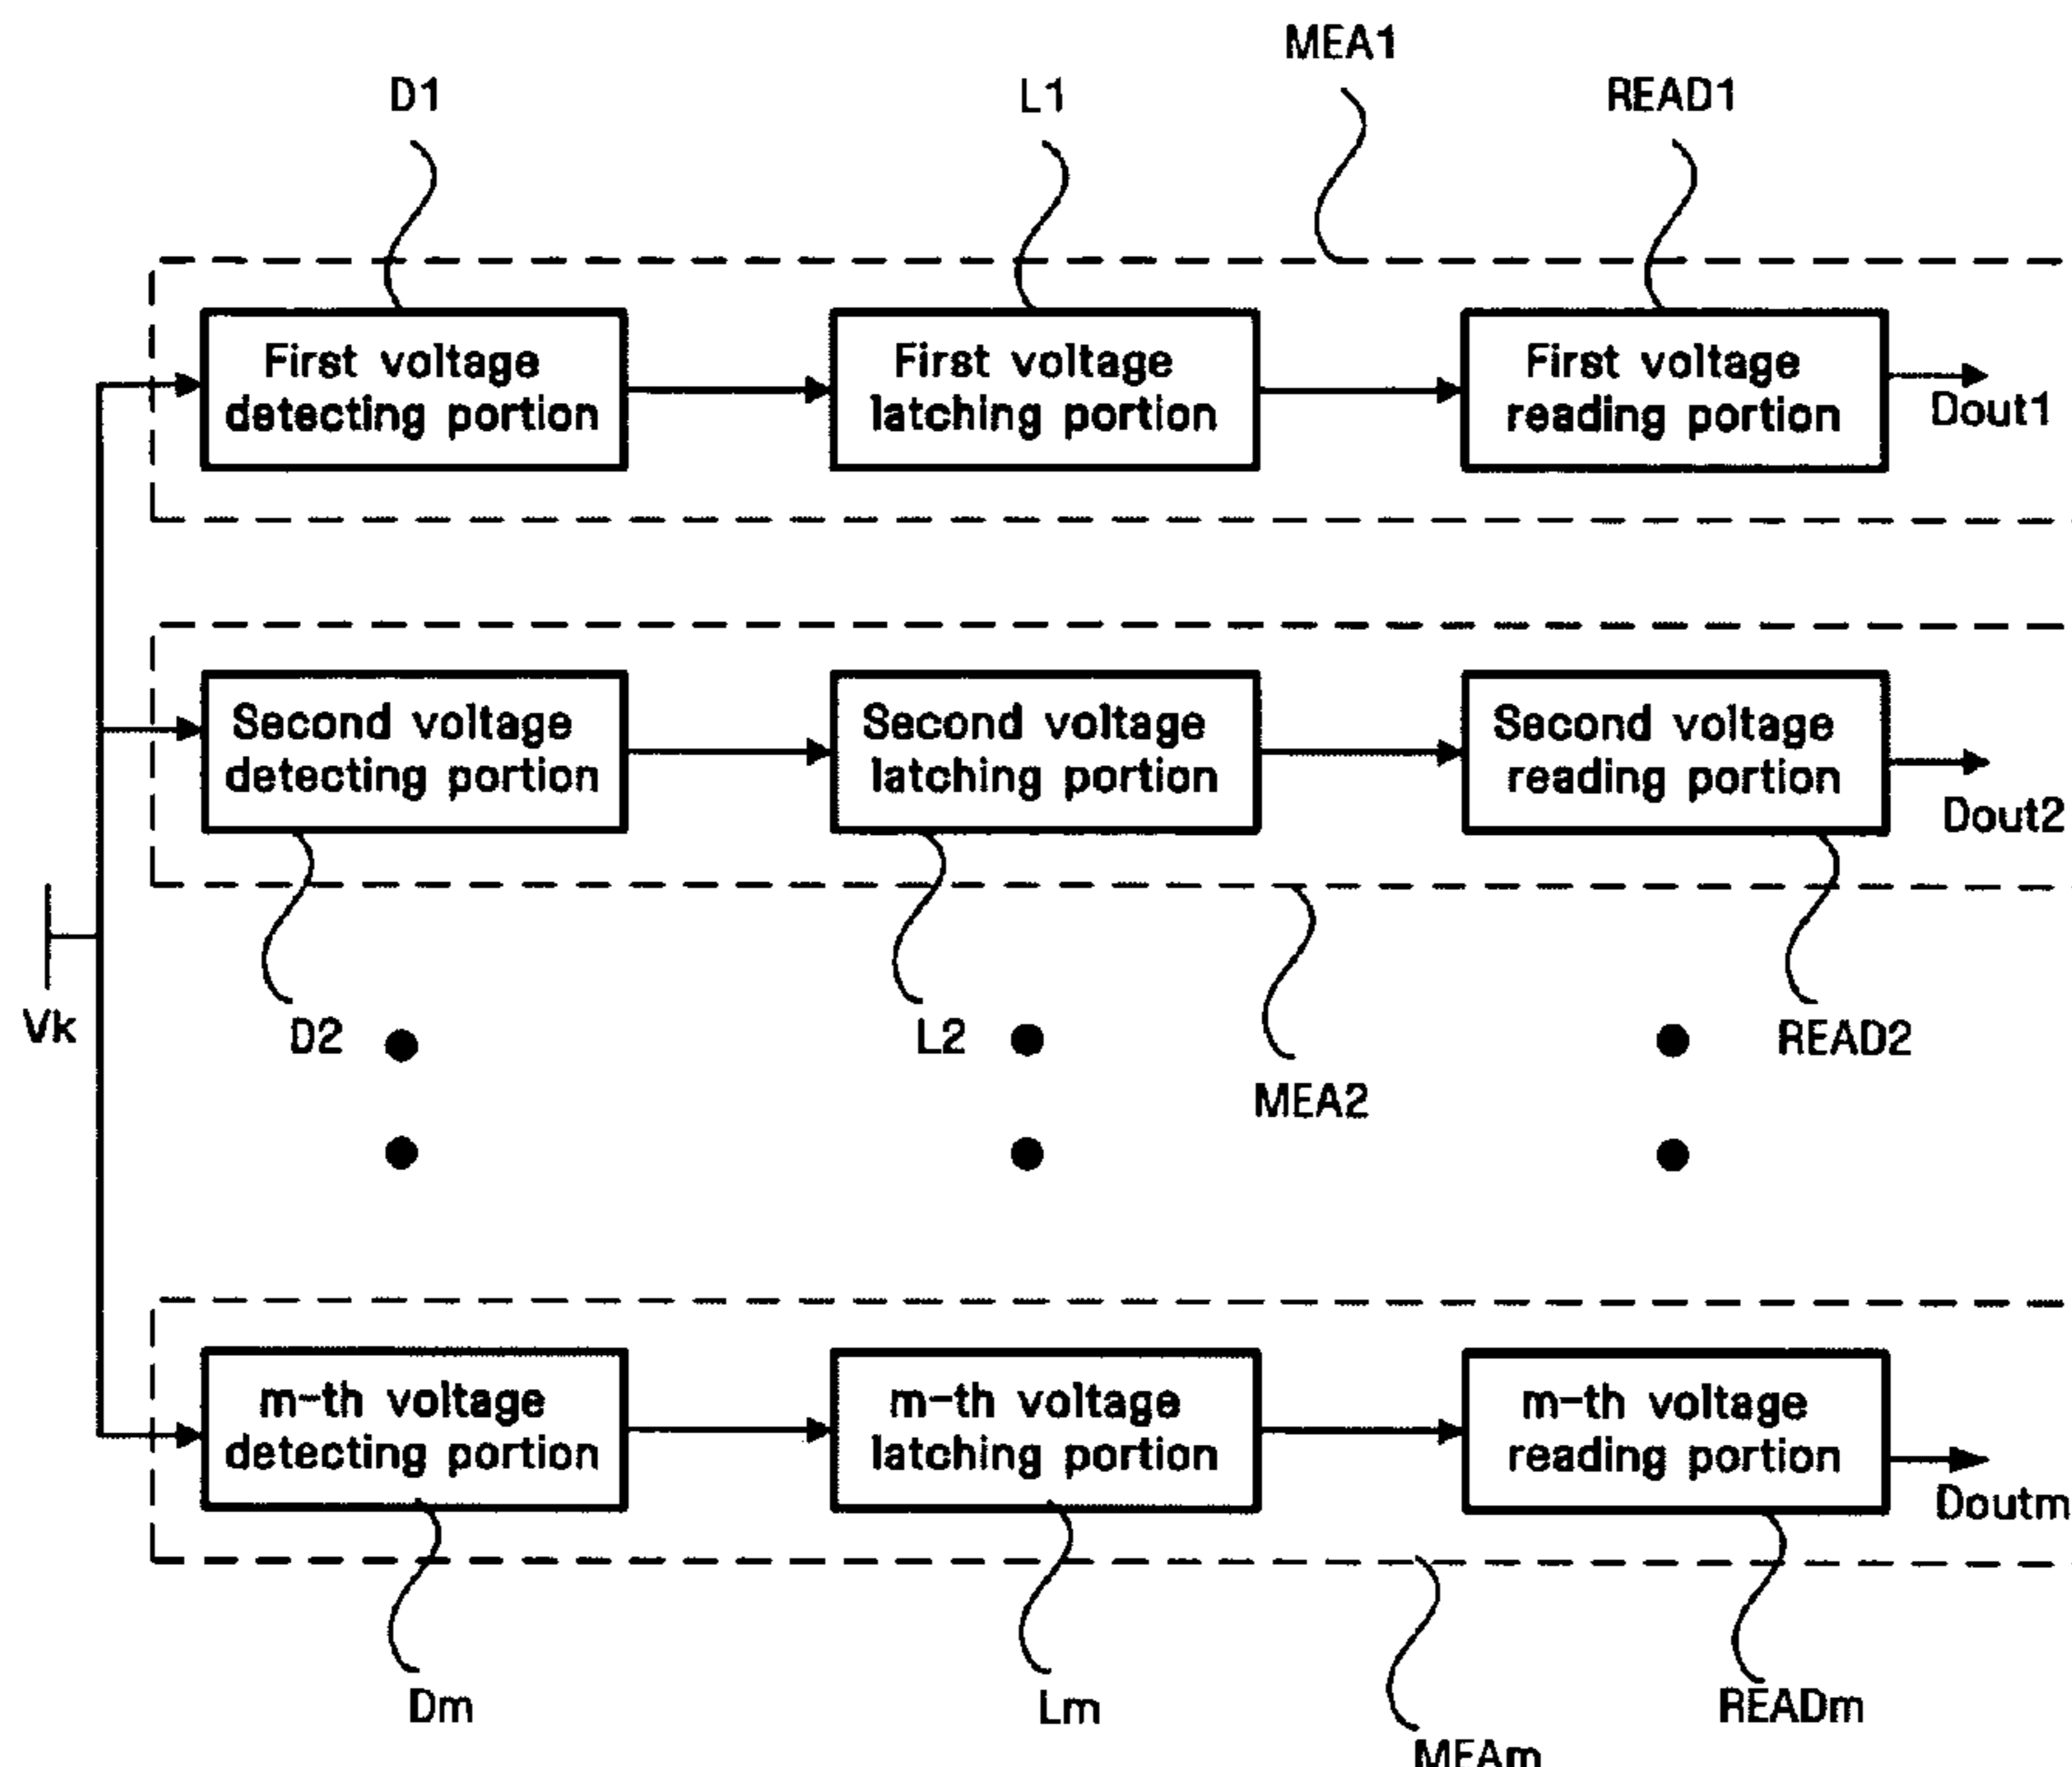 MEA1
D1
L1
READ1
First voltage
detecting portion
First voltage
latching portion
First voltage
reading portion
Dout1
Second voltage
detecting portion
Second voltage
latching portion
Second voltage
reading portion
Dout2
Vk
D2
L2
READ2
MEA2
m-th voltage
detecting portion
m-th voltage
latching portion
m-th voltage
reading portion
Doutm
Dm
Lm
READm
MEAm